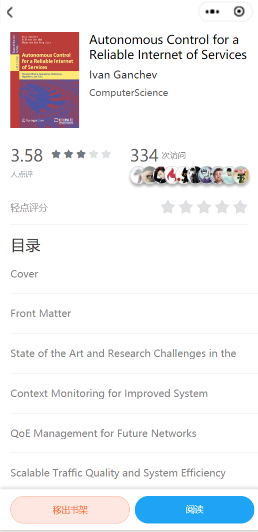 Autonomous Control for a
Reliable Internet of Services
Ivan Ganchev
ComputerScience
Autonomous Control
for a Reliable Internet
of Services
3.58
人点评
334 次访问
轻点评分
目录
Cover
Front Matter
State of the Art and Research Challenges in the
Context Monitoring for Improved System
QoE Management for Future Networks
Scalable Traffic Quality and System Efficiency
移出书架
阅读